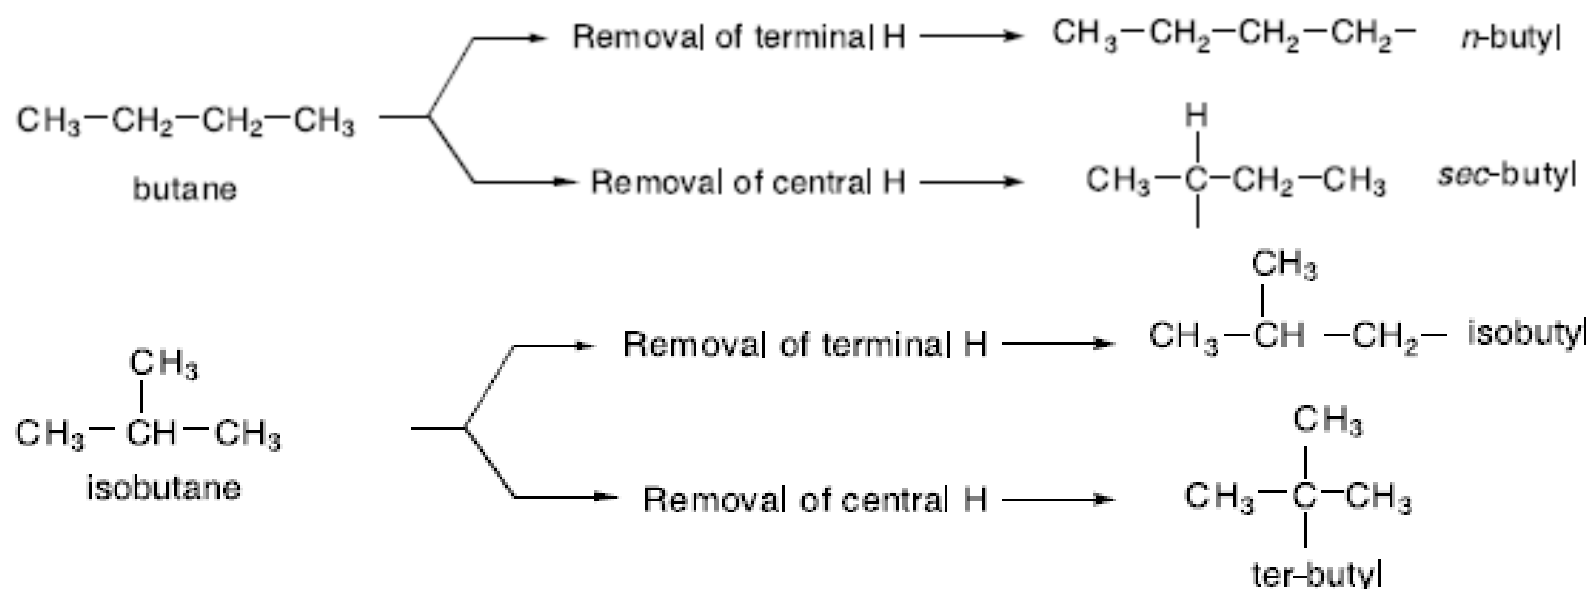 Removal of terminal H CH₃–CH₂–CH₂–CH₂– n-butyl
CH₃–CH₂–CH₂–CH₃
butane
H
Removal of central H CH₃–C–CH₂–CH₃ sec-butyl
CH₃
Removal of terminal H CH₃–CH–CH₂– isobutyl
CH₃
CH₃–CH–CH₃
isobutane
CH₃
Removal of central H CH₃–C–CH₃
ter-butyl